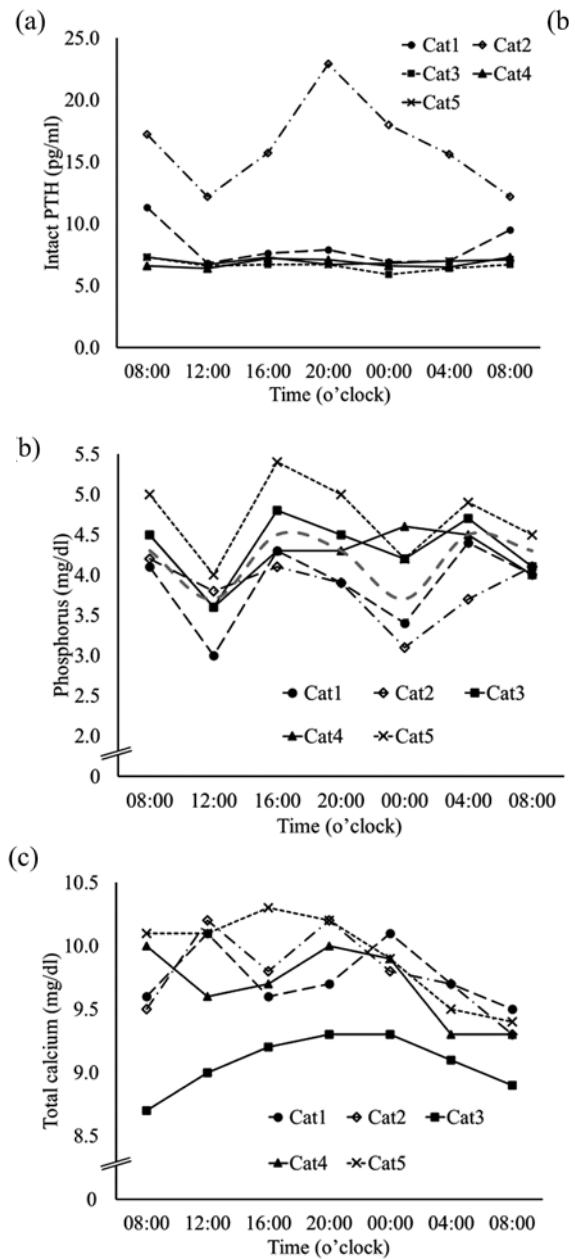 (a)
(b
25.0
20.0
15.0
10.0
5.0
0.0
Intact PTH (pg/ml)
Cat1 Cat2
Cat3 Cat4
Cat5
08:00 12:00 16:00 20:00 00:00 04:00 08:00
Time (o’clock)
b)
5.5
5.0
4.5
4.0
3.5
3.0
2.5
2.0
0
Phosphorus (mg/dl)
Cat1 Cat2 Cat3
Cat4 Cat5
08:00 12:00 16:00 20:00 00:00 04:00 08:00
Time (o’clock)
(c)
10.5
10.0
9.5
9.0
8.5
0
Total calcium (mg/dl)
Cat1 Cat2 Cat3
Cat4 Cat5
08:00 12:00 16:00 20:00 00:00 04:00 08:00
Time (o’clock)